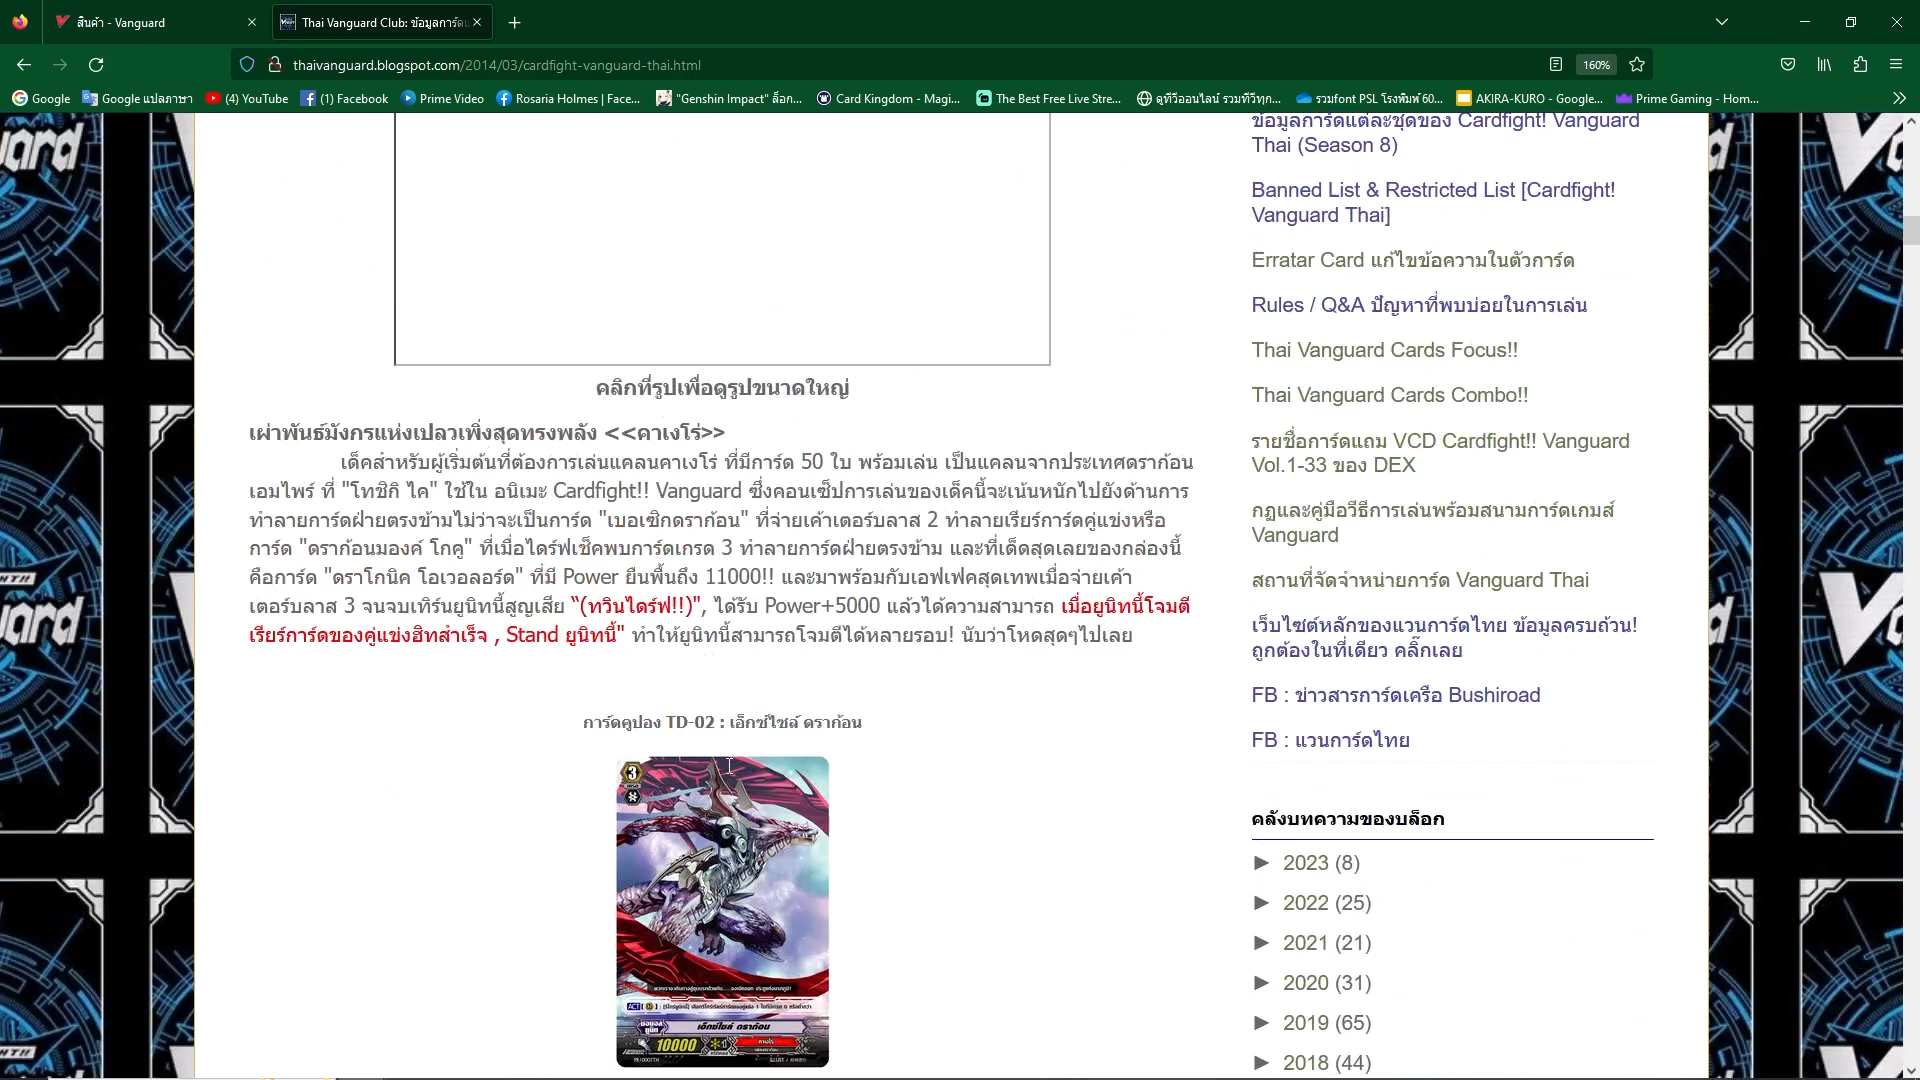 สินค้า - Vanguard
Thai Vanguard Club: ข้อมูลการ์ดแ
thaivanguard.blogspot.com/2014/03/cardfight-vanguard-thai.html
160%
Google
Google แปลภาษา
(4) YouTube
(1) Facebook
Prime Video
Rosaria Holmes | Face...
"Genshin Impact" ล็อก...
Card Kingdom - Magi...
The Best Free Live Stre...
ดูทีวีออนไลน์ รวมทีวีทุก...
รวมfont PSL โรงพิมพ์ 60...
AKIRA-KURO - Google...
Prime Gaming - Hom...
คลิกที่รูปเพื่อดูรูปขนาดใหญ่
เผ่าพันธ์มังกรแห่งเปลวเพิ่งสุดทรงพลัง <<คาเงโร่>>
เด็คสำหรับผู้เริ่มต้นที่ต้องการเล่นแคลนคาเงโร่ ที่มีการ์ด 50 ใบ พร้อมเล่น เป็นแคลนจากประเทศดราก้อน
เอมไพร์ ที่ "โทชิกิ ไค" ใช้ใน อนิเมะ Cardfight!! Vanguard ซึ่งคอนเซ็ปการเล่นของเด็คนี้จะเน้นหนักไปยังด้านการ
ทำลายการ์ดฝ่ายตรงข้ามไม่ว่าจะเป็นการ์ด "เบอเซิกดราก้อน" ที่จ่ายเค้าเตอร์บลาส 2 ทำลายเรียร์การ์ดคู่แข่งหรือ
การ์ด "ดราก้อนมองค์ โกคู" ที่เมื่อไดร์ฟเช็คพบการ์ดเกรด 3 ทำลายการ์ดฝ่ายตรงข้าม และที่เด็ดสุดเลยของกล่องนี้
คือการ์ด "ดราโกนิค โอเวอลอร์ด" ที่มี Power ยืนพื้นถึง 11000!! และมาพร้อมกับเอฟเฟคสุดเทพเมื่อจ่ายเค้า
เตอร์บลาส 3 จนจบเทิร์นยูนิทนี้สูญเสีย “(ทวินไดร์ฟ!!)", ได้รับ Power+5000 แล้วได้ความสามารถ เมื่อยูนิทนี้โจมตี
เรียร์การ์ดของคู่แข่งฮิทสำเร็จ , Stand ยูนิทนี้" ทำให้ยูนิทนี้สามารถโจมตีได้หลายรอบ! นับว่าโหดสุดๆไปเลย
การ์ดคูปอง TD-02 : เอ็กซ์ไซล์ ดราก้อน
3
ACT
เอ็กซ์ไซล์ ดราก้อน
10000
คาเงโร่
ข้อมูลการ์ดแต่ละชุดของ Cardfight! Vanguard
Thai (Season 8)
Banned List & Restricted List [Cardfight!
Vanguard Thai]
Erratar Card แก้ไขข้อความในตัวการ์ด
Rules / Q&A ปัญหาที่พบบ่อยในการเล่น
Thai Vanguard Cards Focus!!
Thai Vanguard Cards Combo!!
รายชื่อการ์ดแถม VCD Cardfight!! Vanguard
Vol.1-33 ของ DEX
กฏและคู่มือวีธีการเล่นพร้อมสนามการ์ดเกมส์
Vanguard
สถานที่จัดจำหน่ายการ์ด Vanguard Thai
เว็บไซต์หลักของแวนการ์ดไทย ข้อมูลครบถ้วน!
ถูกต้องในที่เดียว คลิ๊กเลย
FB : ข่าวสารการ์ดเครือ Bushiroad
FB : แวนการ์ดไทย
คลังบทความของบล็อก
► 2023 (8)
► 2022 (25)
► 2021 (21)
► 2020 (31)
► 2019 (65)
► 2018 (44)